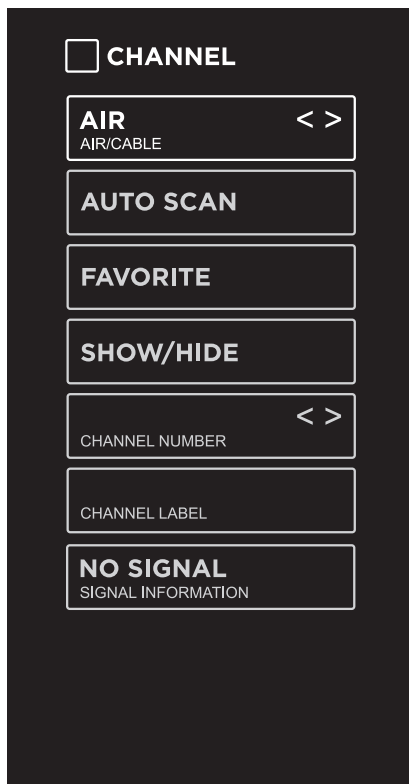 CHANNEL
AIR < >
AIR/CABLE
AUTO SCAN
FAVORITE
SHOW/HIDE
< >
CHANNEL NUMBER
CHANNEL LABEL
NO SIGNAL
SIGNAL INFORMATION